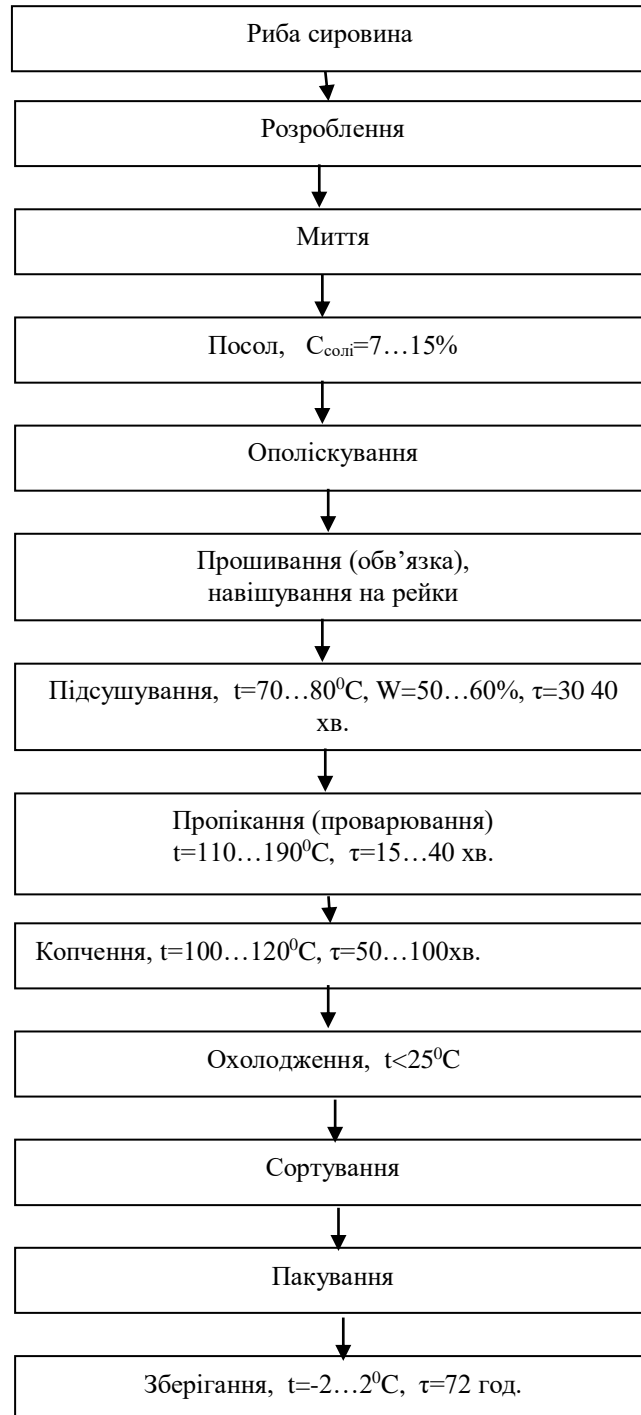 Риба сировина
Розроблення
Миття
Посол, Ссолі=7…15%
Ополіскування
Прошивання (обв’язка),
навішування на рейки
Підсушування, t=70…80⁰С, W=50…60%, τ=30 40
хв.
Пропікання (проварювання)
t=110…190⁰С, τ=15…40 хв.
Копчення, t=100…120⁰С, τ=50…100хв.
Охолодження, t<25⁰С
Сортування
Пакування
Зберігання, t=-2…2⁰С, τ=72 год.